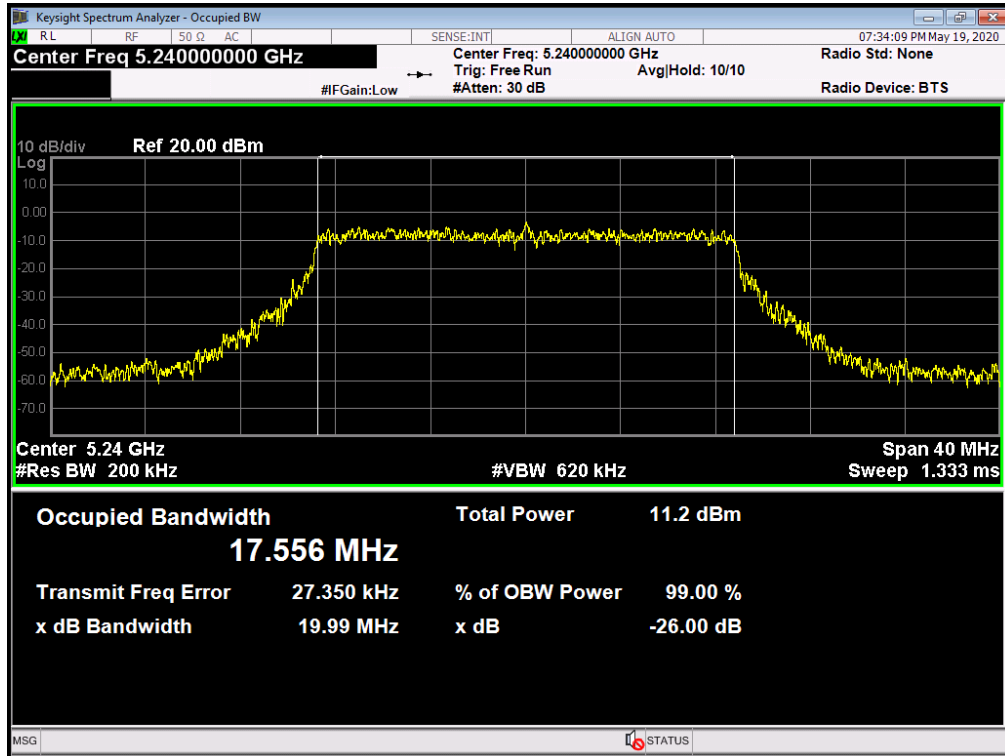 Keysight Spectrum Analyzer - Occupied BW
LXI RL RF 50 Ω AC SENSE:INT ALIGN AUTO 07:34:09 PM May 19, 2020
Center Freq 5.240000000 GHz Center Freq: 5.240000000 GHz Radio Std: None
Trig: Free Run Avg|Hold: 10/10
#IFGain:Low #Atten: 30 dB Radio Device: BTS
10 dB/div Ref 20.00 dBm
Log
10.0
0.00
-10.0
-20.0
-30.0
-40.0
-50.0
-60.0
-70.0
Center 5.24 GHz Span 40 MHz
#Res BW 200 kHz #VBW 620 kHz Sweep 1.333 ms
Occupied Bandwidth Total Power 11.2 dBm
17.556 MHz
Transmit Freq Error 27.350 kHz % of OBW Power 99.00 %
x dB Bandwidth 19.99 MHz x dB -26.00 dB
MSG STATUS